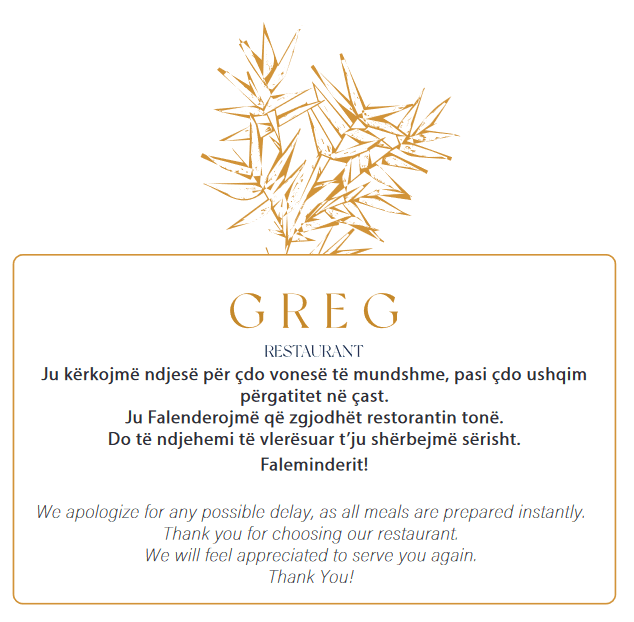 GREG
RESTAURANT
Ju kërkojmë ndjesë për çdo vonesë të mundshme, pasi çdo ushqim
përgatitet në çast.
Ju Falenderojmë që zgjodhët restorantin tonë.
Do të ndjehemi të vlerësuar t’ju shërbejmë sërisht.
Faleminderit!
We apologize for any possible delay, as all meals are prepared instantly.
Thank you for choosing our restaurant.
We will feel appreciated to serve you again.
Thank You!